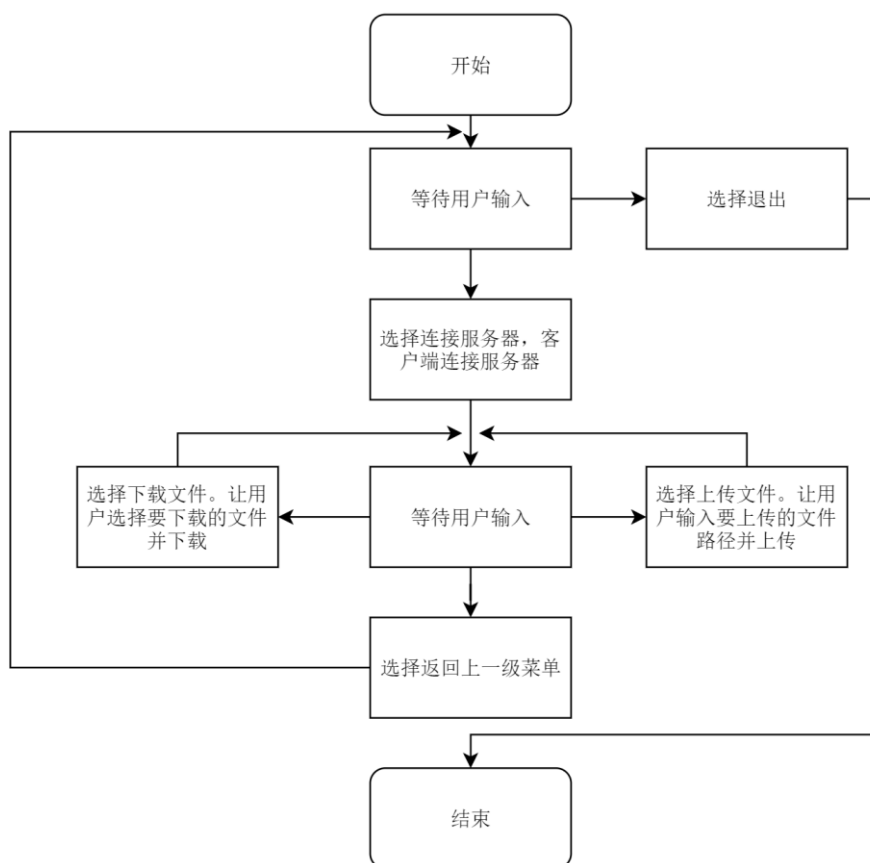 开始
等待用户输入
选择退出
选择连接服务器，客
户端连接服务器
选择下载文件。让用
户选择要下载的文件
并下载
等待用户输入
选择上传文件。让用
户输入要上传的文件
路径并上传
选择返回上一级菜单
结束